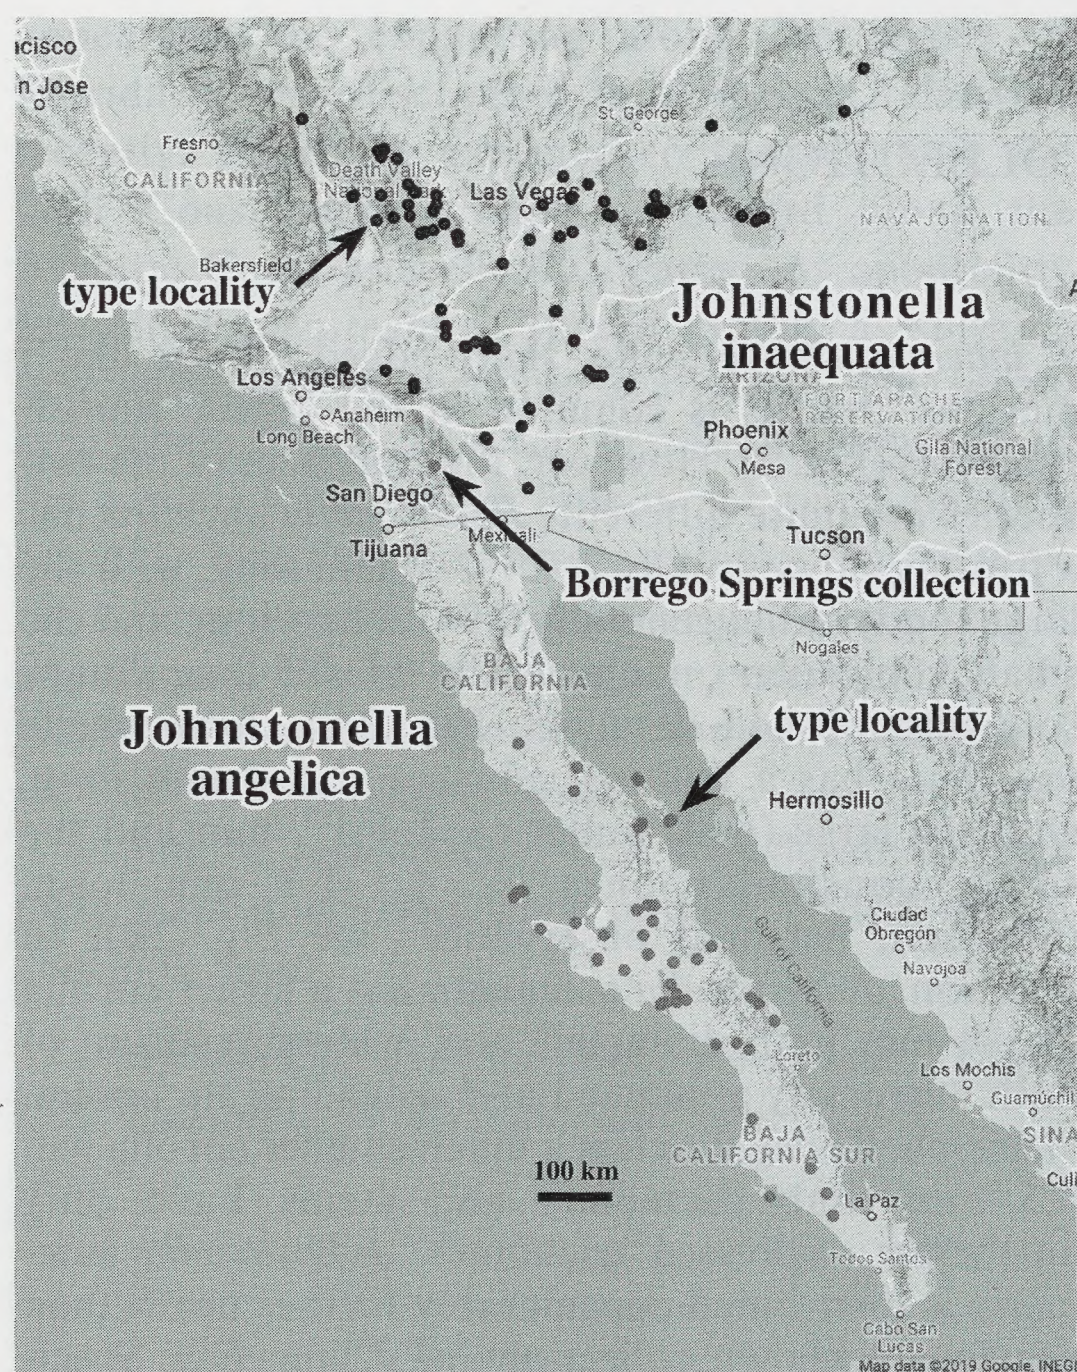 ncisco
n Jose
Fresno
CALIFORNIA
Death Valley
National Park
St. George
Las Vegas
NAVAJO NATION
Bakersfield
type locality
Johnstonella
inaequata
ARIZONA
Los Angeles
Anaheim
Long Beach
FORT APACHE
RESERVATION
Phoenix
Mesa
Gila National
Forest
San Diego
Mexicali
Tijuana
Tucson
Borrego Springs collection
Nogales
BAJA
CALIFORNIA
Johnstonella
angelica
type locality
Hermosillo
Gulf of California
Ciudad
Obregón
Navojoa
Loreto
Los Mochis
Guamúchil
BAJA
CALIFORNIA SUR
SINA
Culi
100 km
La Paz
Todos Santos
Cabo San
Lucas
Map data ©2019 Google, INEGI